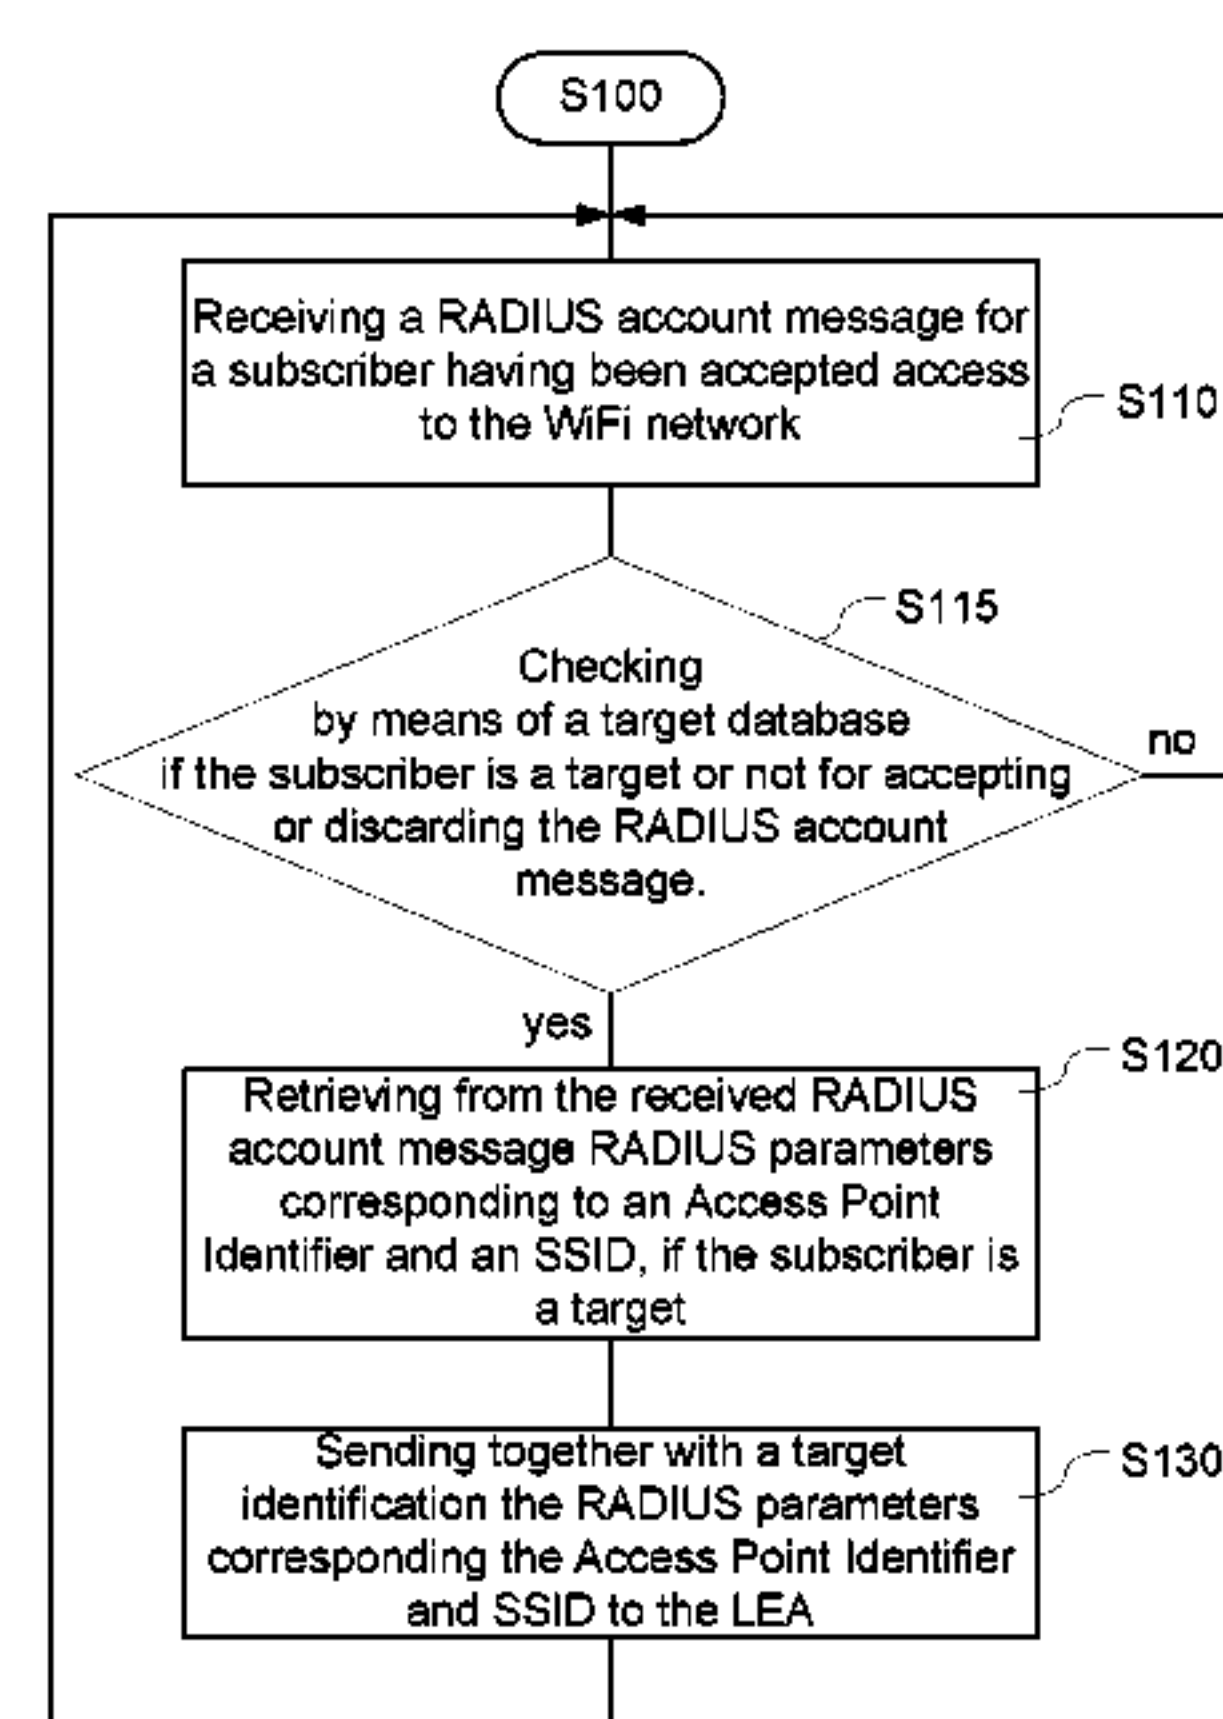 S100
Receiving a RADIUS account message for
a subscriber having been accepted access
to the WiFi network
S110
S115
Checking
by means of a target database
if the subscriber is a target or not for accepting
or discarding the RADIUS account
message.
no
yes
S120
Retrieving from the received RADIUS
account message RADIUS parameters
corresponding to an Access Point
Identifier and an SSID, if the subscriber is
a target
Sending together with a target
identification the RADIUS parameters
corresponding the Access Point Identifier
and SSID to the LEA
S130